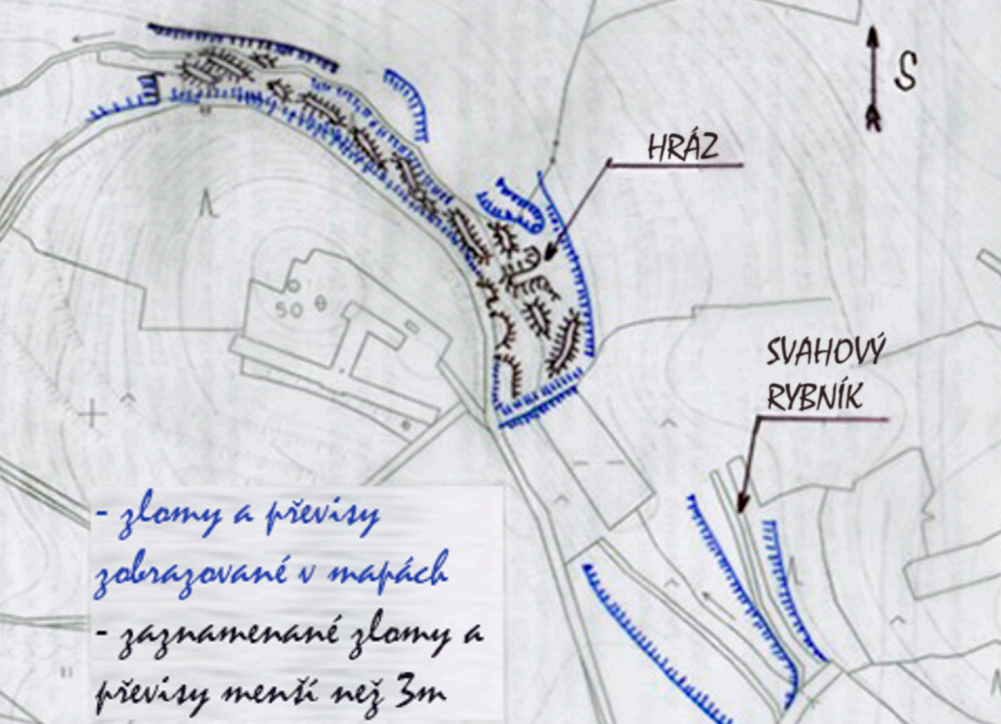 S
HRÁZ
50
SVAHOVÝ
RYBNÍK
- zlomy a převisy
zobrazované v mapách
- zaznamenané zlomy a
převisy menší než 3m